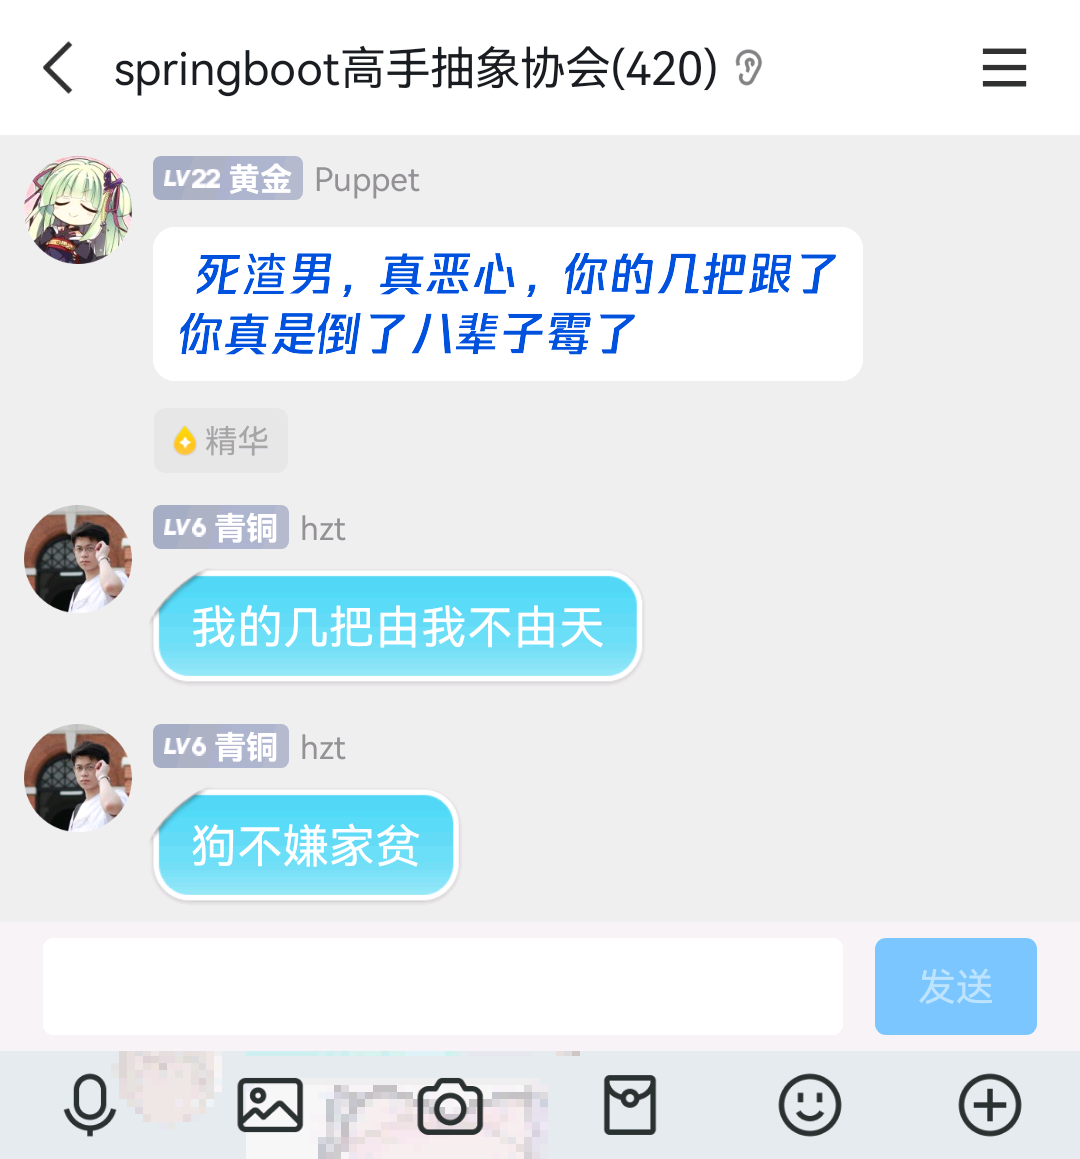 springboot高手抽象协会(420)
LV22 黄金 Puppet
死渣男，真恶心，你的几把跟了
你真是倒了八辈子霉了
精华
LV6 青铜 hzt
我的几把由我不由天
LV6 青铜 hzt
狗不嫌家贫
发送